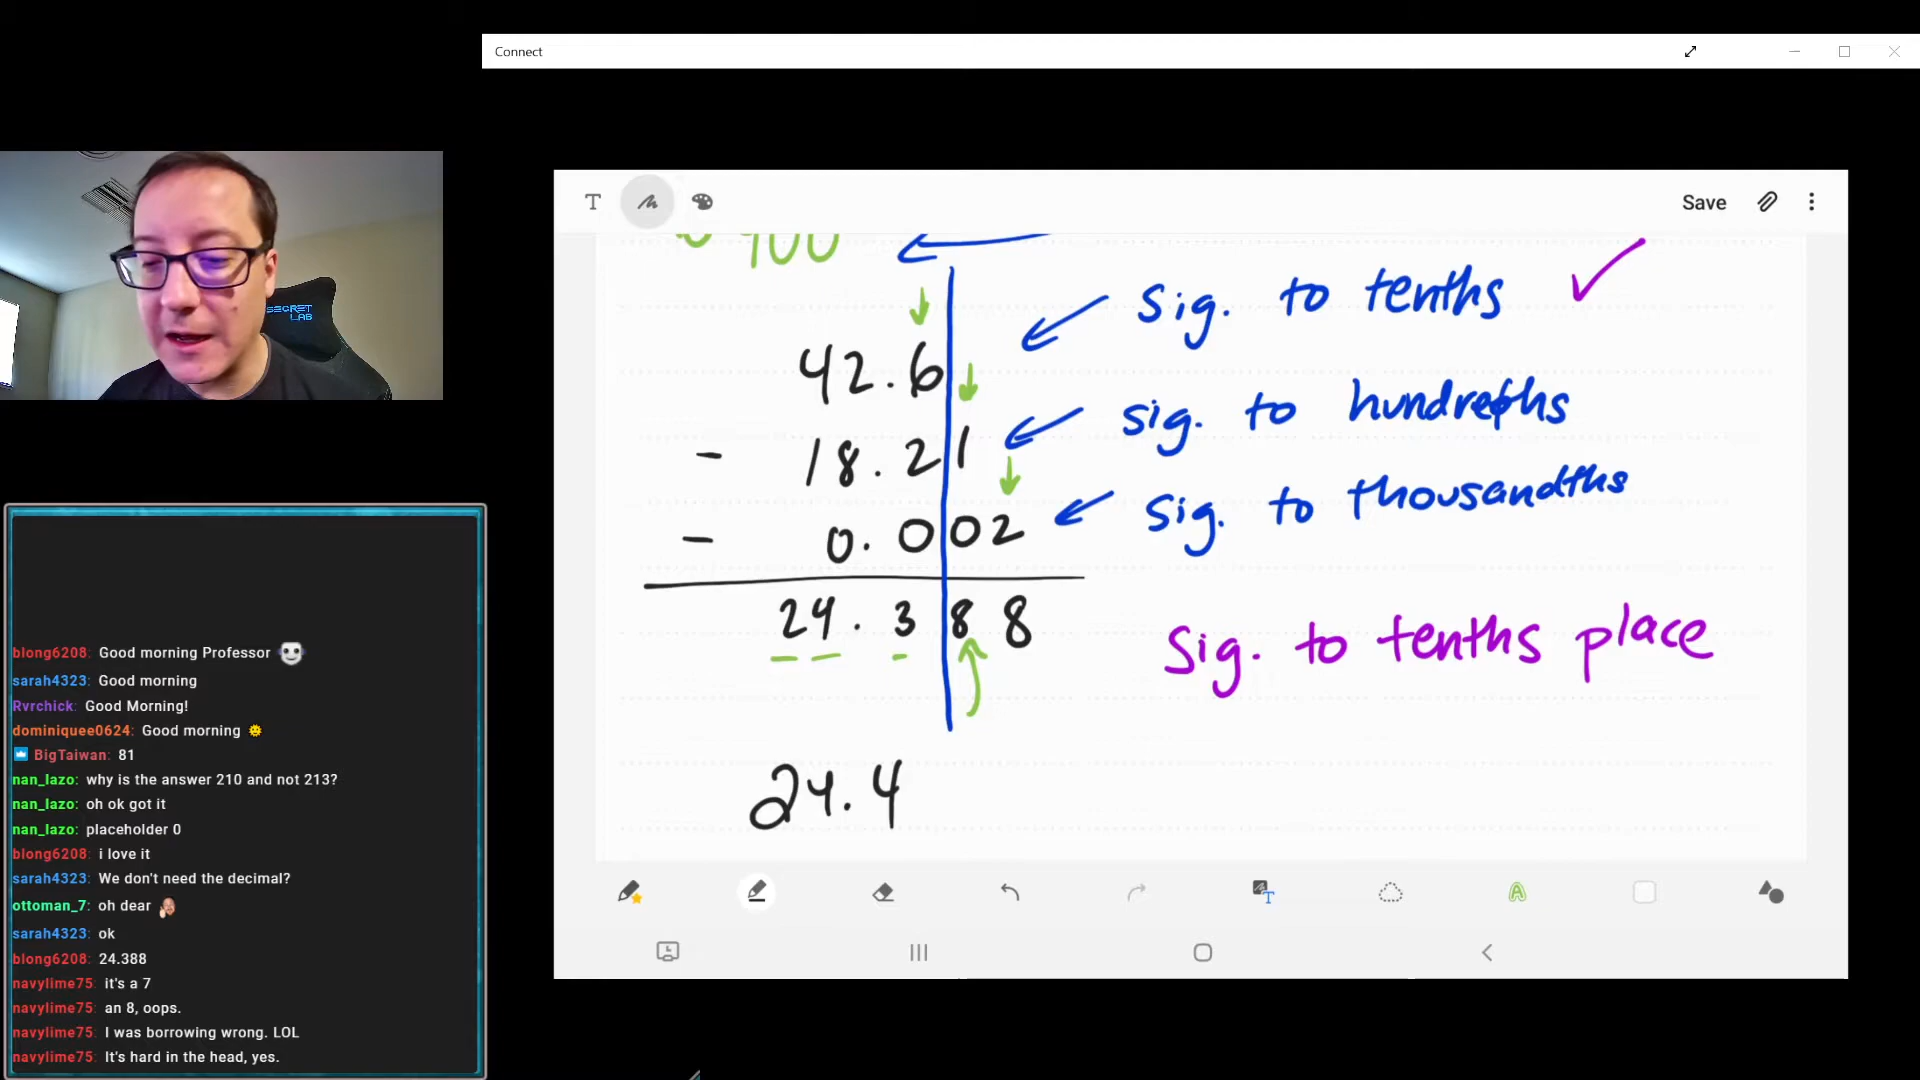 Connect
T
Save
sig. to tenths
42.6
sig. to hundreths
- 18.21
sig. to thousandths
- 0.002
24.388
sig. to tenths place
24.4
SECRET
LAB
blong6208: Good morning Professor
sarah4323: Good morning
Rvrchick: Good Morning!
dominiquee0624: Good morning
BigTaiwan: 81
nan_lazo: why is the answer 210 and not 213?
nan_lazo: oh ok got it
nan_lazo: placeholder 0
blong6208: i love it
sarah4323: We don't need the decimal?
ottoman_7: oh dear
sarah4323: ok
blong6208: 24.388
navylime75: it's a 7
navylime75: an 8, oops.
navylime75: I was borrowing wrong. LOL
navylime75: It's hard in the head, yes.